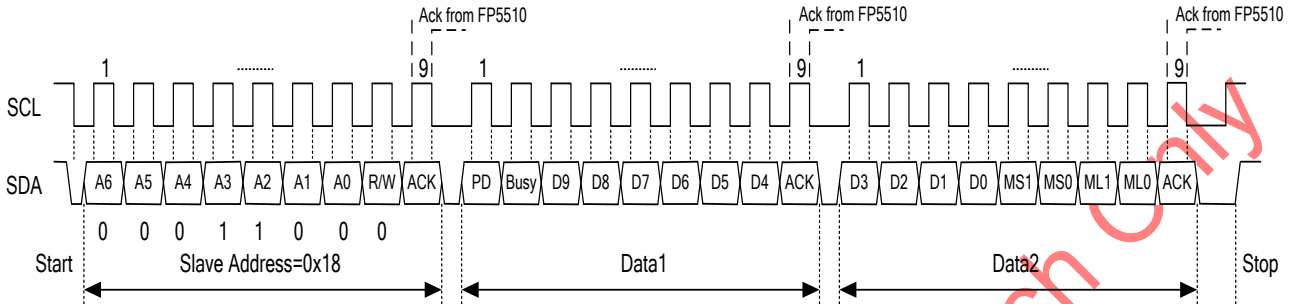 Ack from FP5510 Ack from FP5510 Ack from FP5510
1 ........... 9 1 ........... 9 1 ........... 9
SCL
SDA A6 A5 A4 A3 A2 A1 A0 R/W ACK PD Busy D9 D8 D7 D6 D5 D4 ACK D3 D2 D1 D0 MS1 MS0 ML1 ML0 ACK
0 0 0 1 1 0 0 0
Start Slave Address=0x18 Data1 Data2 Stop
Only